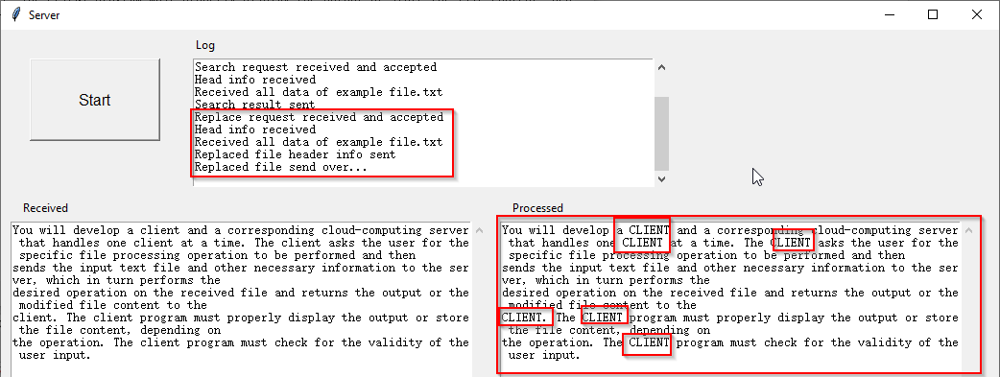 Server
Log
Start
Search request received and accepted
Head info received
Received all data of example file.txt
Search result sent
Replace request received and accepted
Head info received
Received all data of example file.txt
Replaced file header info sent
Replaced file send over...
Received
Processed
You will develop a client and a corresponding cloud-computing server
that handles one client at a time. The client asks the user for the
specific file processing operation to be performed and then
sends the input text file and other necessary information to the ser
ver, which in turn performs the
desired operation on the received file and returns the output or the
modified file content to the
client. The client program must properly display the output or store
the file content, depending on
the operation. The client program must check for the validity of the
user input.
You will develop a CLIENT and a corresponding cloud-computing server
that handles one CLIENT at a time. The CLIENT asks the user for the
specific file processing operation to be performed and then
sends the input text file and other necessary information to the ser
ver, which in turn performs the
desired operation on the received file and returns the output or the
modified file content to the
CLIENT. The CLIENT program must properly display the output or store
the file content, depending on
the operation. The CLIENT program must check for the validity of the
user input.